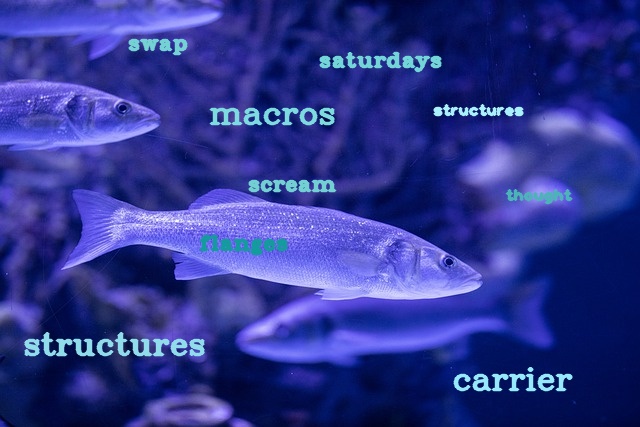 swap
saturdays
macros
structures
scream
thought
flanges
structures
carrier